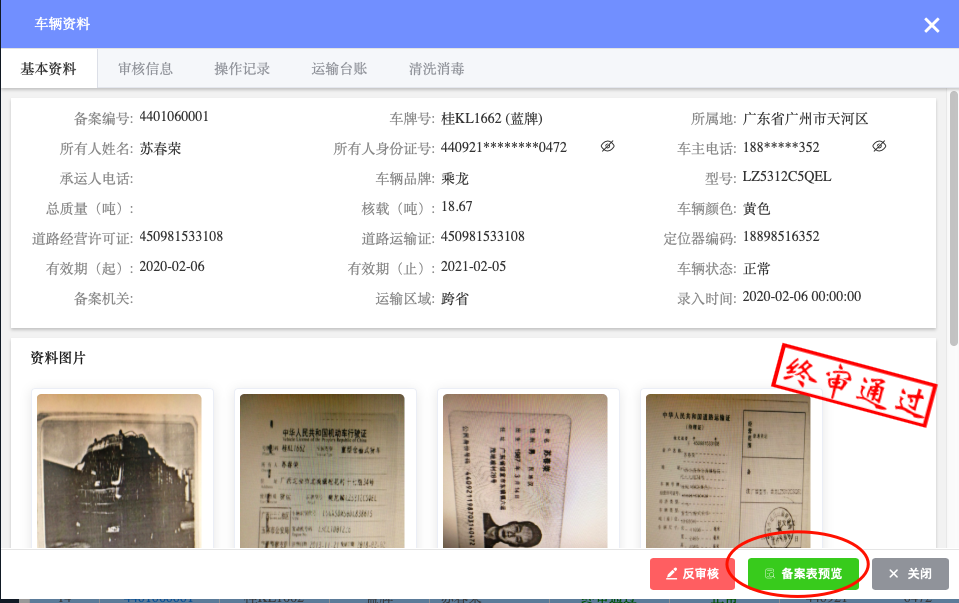 车辆资料
基本资料 审核信息 操作记录 运输台账 清洗消毒
备案编号: 4401060001 车牌号: 桂KL1662 (蓝牌) 所属地: 广东省广州市天河区
所有人姓名: 苏春荣 所有人身份证号: 440921********0472 车主电话: 188*****352
承运人电话: 车辆品牌: 乘龙 型号: LZ5312C5QEL
总质量（吨）: 核载（吨）: 18.67 车辆颜色: 黄色
道路经营许可证: 450981533108 道路运输证: 450981533108 定位器编码: 18898516352
有效期（起）: 2020-02-06 有效期（止）: 2021-02-05 车辆状态: 正常
备案机关: 运输区域: 跨省 录入时间: 2020-02-06 00:00:00
资料图片
终审通过
中华人民共和国机动车行驶证
中华人民共和国道路运输证
反审核 备案表预览 关闭